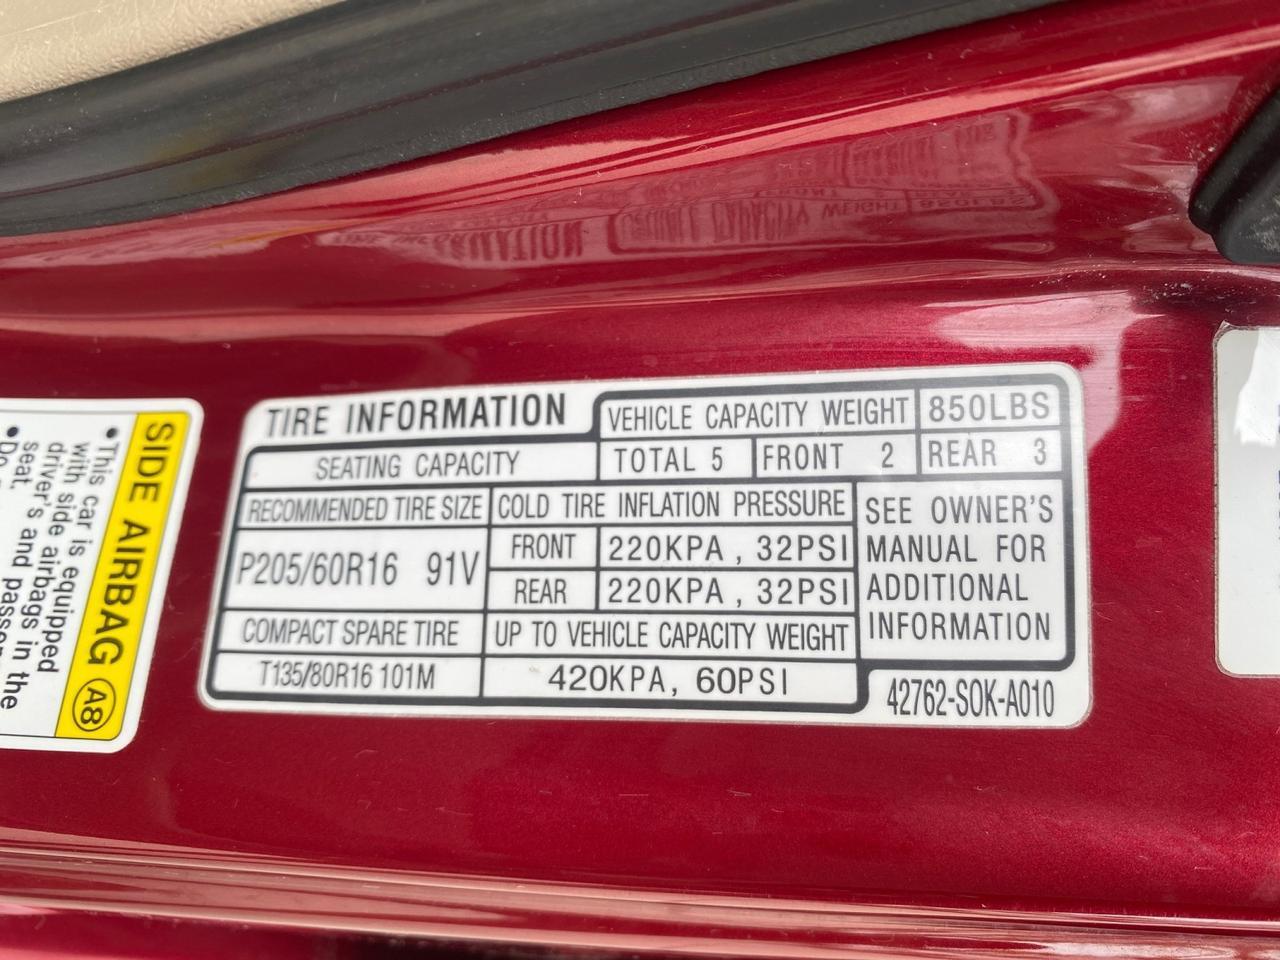 TIRE INFORMATION
VEHICLE CAPACITY WEIGHT 850LBS
SEATING CAPACITY TOTAL 5 FRONT 2 REAR 3
RECOMMENDED TIRE SIZE COLD TIRE INFLATION PRESSURE
P205/60R16 91V
FRONT 220KPA , 32PSI
REAR 220KPA , 32PSI
SEE OWNER'S
MANUAL FOR
ADDITIONAL
INFORMATION
COMPACT SPARE TIRE UP TO VEHICLE CAPACITY WEIGHT
T135/80R16 101M 420KPA, 60PSI
42762-S0K-A010
SIDE AIRBAG A8
•This car is equipped
with side airbags in the
driver's and
seat.